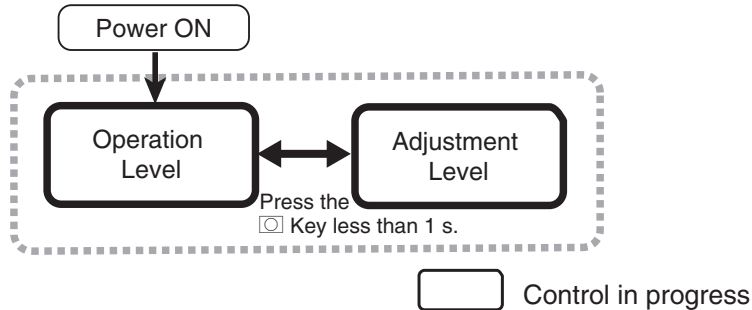 Power ON
Operation
Level
Adjustment
Level
Press the
Key less than 1 s.
Control in progress